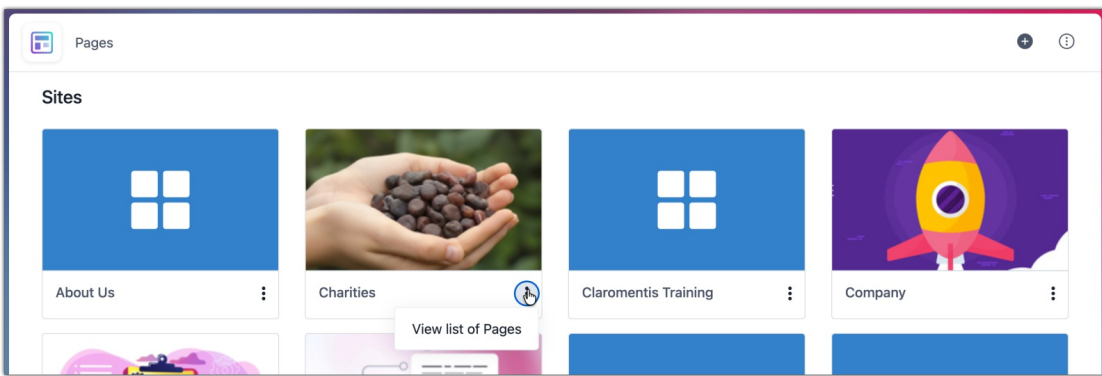 Pages
Sites
About Us
Charities
Claromentis Training
Company
View list of Pages